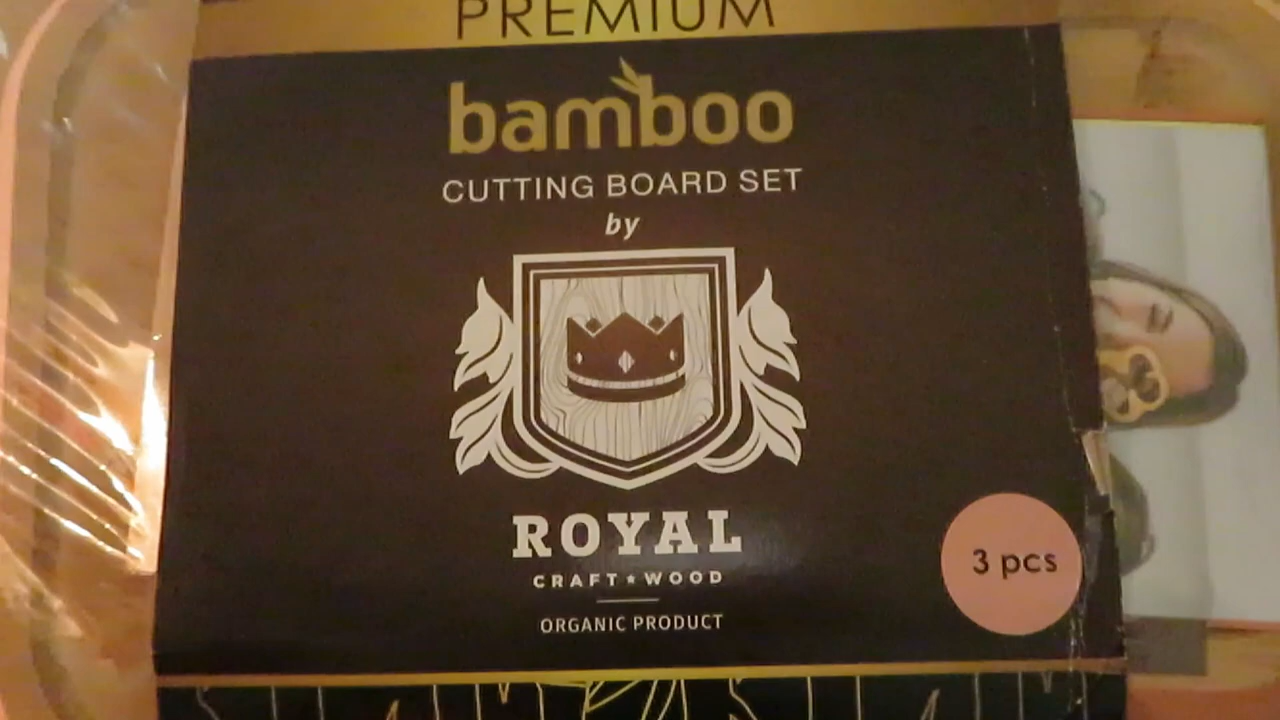 PREMIUM
bamboo
CUTTING BOARD SET
by
ROYAL
CRAFT★WOOD
ORGANIC PRODUCT
3 pcs